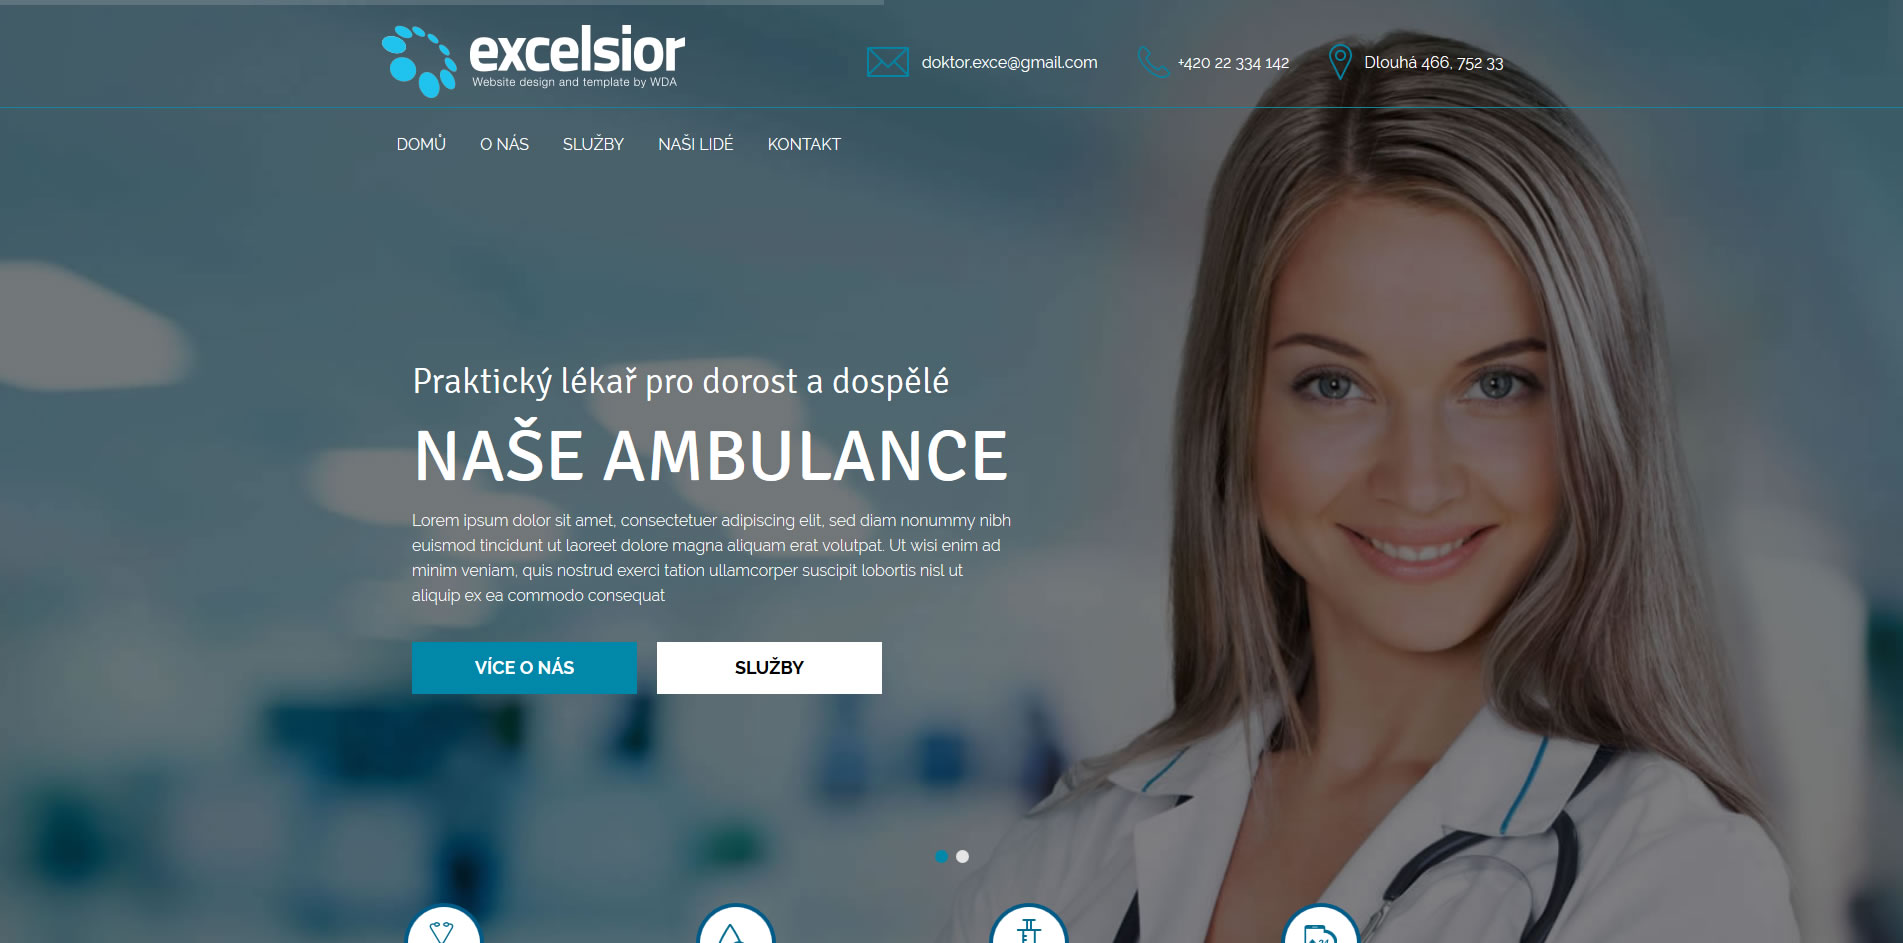 excelsior
Website design and template by WDA
doktor.exce@gmail.com
+420 22 334 142
Dlouhá 466, 752 33
DOMŮ
O NÁS
SLUŽBY
NAŠI LIDÉ
KONTAKT
Praktický lékař pro dorost a dospělé
NAŠE AMBULANCE
Lorem ipsum dolor sit amet, consectetuer adipiscing elit, sed diam nonummy nibh
euismod tincidunt ut laoreet dolore magna aliquam erat volutpat. Ut wisi enim ad
minim veniam, quis nostrud exerci tation ullamcorper suscipit lobortis nisl ut
aliquip ex ea commodo consequat
VÍCE O NÁS
SLUŽBY